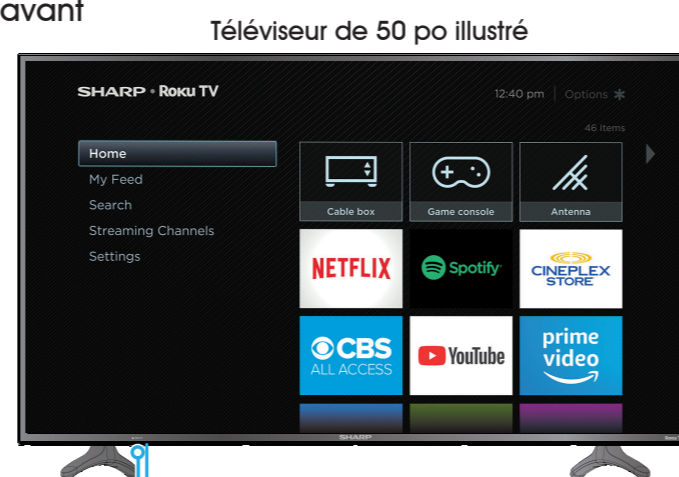 avant
Téléviseur de 50 po illustré
SHARP • ROKU TV
12:40 pm | Options
46 items
Home
My Feed
Search
Streaming Channels
Settings
Cable box
Game console
Antenna
NETFLIX
Spotify
CINEPLEX
STORE
CBS
ALL ACCESS
YouTube
prime
video
SHARP